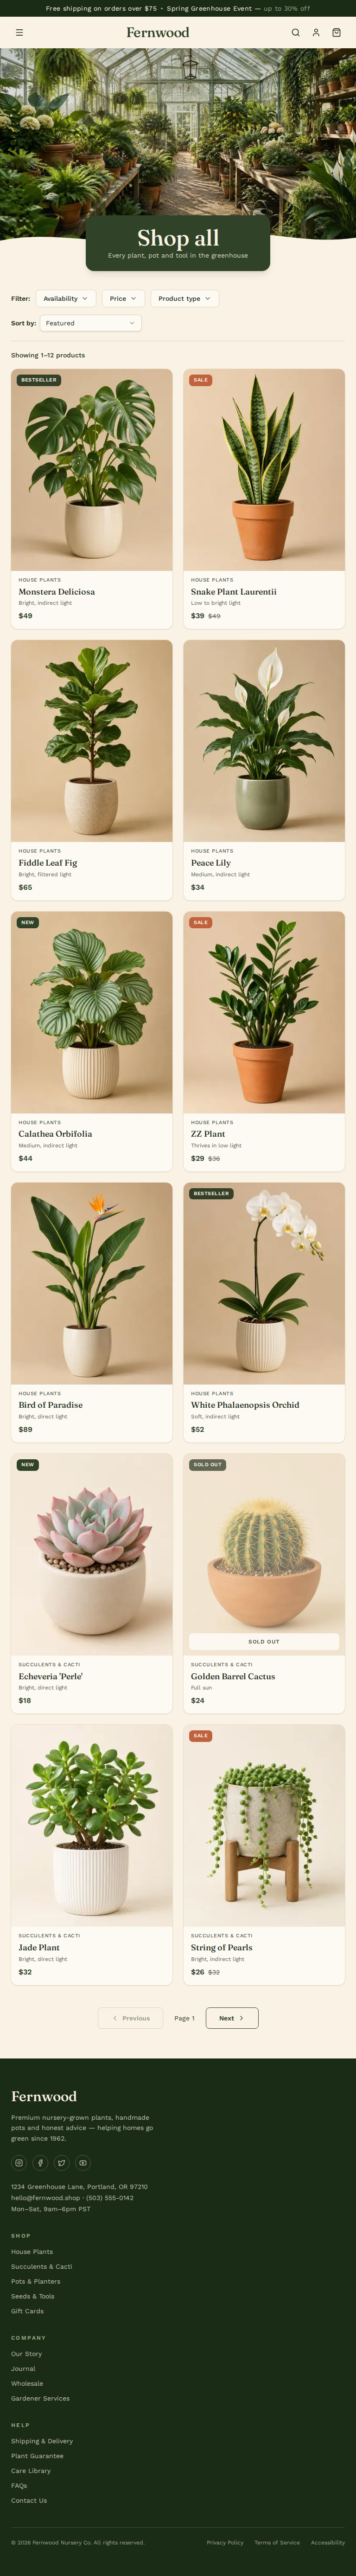 Free shipping on orders over $75 • Spring Greenhouse Event — up to 30% off
Fernwood
Shop all
Every plant, pot and tool in the greenhouse
Filter: Availability Price Product type
Sort by: Featured
Showing 1–12 products
BESTSELLER
HOUSE PLANTS
Monstera Deliciosa
Bright, indirect light
$49
SALE
HOUSE PLANTS
Snake Plant Laurentii
Low to bright light
$39 $49
HOUSE PLANTS
Fiddle Leaf Fig
Bright, filtered light
$65
HOUSE PLANTS
Peace Lily
Medium, indirect light
$34
NEW
HOUSE PLANTS
Calathea Orbifolia
Medium, indirect light
$44
SALE
HOUSE PLANTS
ZZ Plant
Thrives in low light
$29 $36
HOUSE PLANTS
Bird of Paradise
Bright, direct light
$89
BESTSELLER
HOUSE PLANTS
White Phalaenopsis Orchid
Soft, indirect light
$52
NEW
SUCCULENTS & CACTI
Echeveria 'Perle'
Bright, direct light
$18
SOLD OUT
SOLD OUT
SUCCULENTS & CACTI
Golden Barrel Cactus
Full sun
$24
SUCCULENTS & CACTI
Jade Plant
Bright, direct light
$32
SALE
SUCCULENTS & CACTI
String of Pearls
Bright, indirect light
$26 $32
Previous Page 1 Next
Fernwood
Premium nursery-grown plants, handmade
pots and honest advice — helping homes go
green since 1962.
1234 Greenhouse Lane, Portland, OR 97210
hello@fernwood.shop · (503) 555-0142
Mon–Sat, 9am–6pm PST
SHOP
House Plants
Succulents & Cacti
Pots & Planters
Seeds & Tools
Gift Cards
COMPANY
Our Story
Journal
Wholesale
Gardener Services
HELP
Shipping & Delivery
Plant Guarantee
Care Library
FAQs
Contact Us
© 2026 Fernwood Nursery Co. All rights reserved. Privacy Policy Terms of Service Accessibility